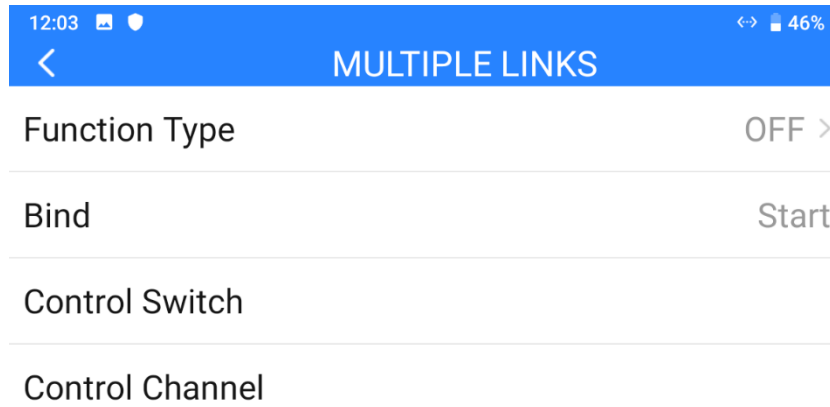 12:03 46%
MULTIPLE LINKS
Function Type OFF
Bind Start
Control Switch
Control Channel